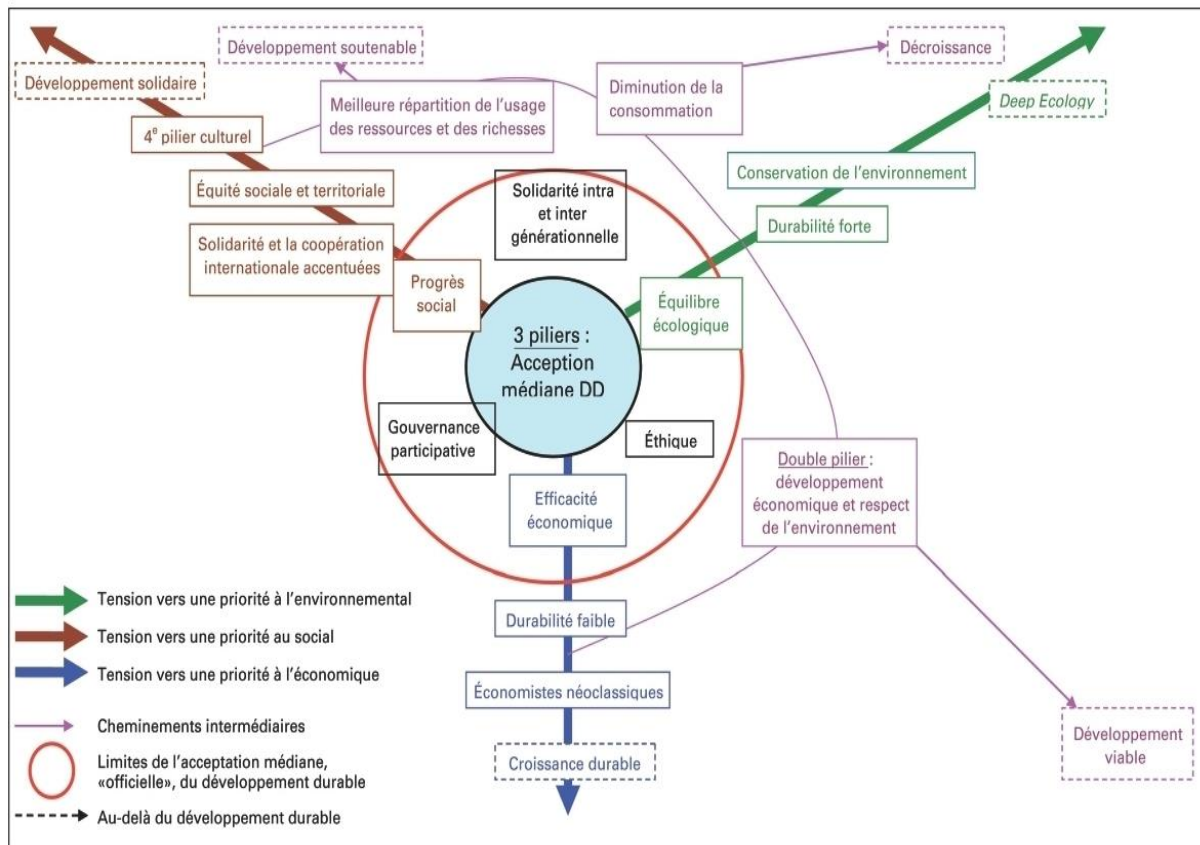 Développement soutenable
Décroissance
Développement solidaire
Meilleure répartition de l'usage
des ressources et des richesses
Diminution de la
consommation
Deep Ecology
4e pilier culturel
Conservation de l'environnement
Équité sociale et territoriale
Solidarité intra
et inter
générationnelle
Durabilité forte
Solidarité et la coopération
internationale accentuées
Progrès
social
Équilibre
écologique
3 piliers :
Acception
médiane DD
Gouvernance
participative
Éthique
Double pilier :
développement
économique et respect
de l'environnement
Efficacité
économique
Durabilité faible
Économistes néoclassiques
Croissance durable
Développement
viable
Tension vers une priorité à l'environnemental
Tension vers une priorité au social
Tension vers une priorité à l'économique
Cheminements intermédiaires
Limites de l'acceptation médiane,
«officielle», du développement durable
Au-delà du développement durable